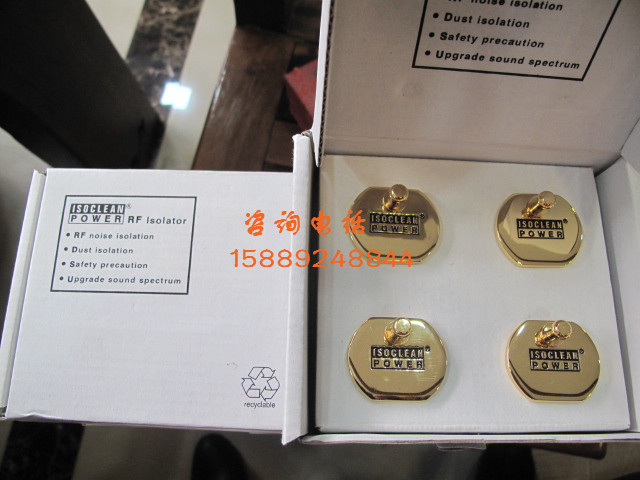 RF noise isolation
• Dust isolation
• Safety precaution
• Upgrade sound spectrum
ISOCLEAN®
POWER RF Isolator
• RF noise isolation
• Dust isolation
• Safety precaution
• Upgrade sound spectrum
recyclable
ISOCLEAN®
POWER
ISOCLEAN®
POWER
ISOCLEAN®
POWER
ISOCLEAN®
POWER
咨询电话
15889248844